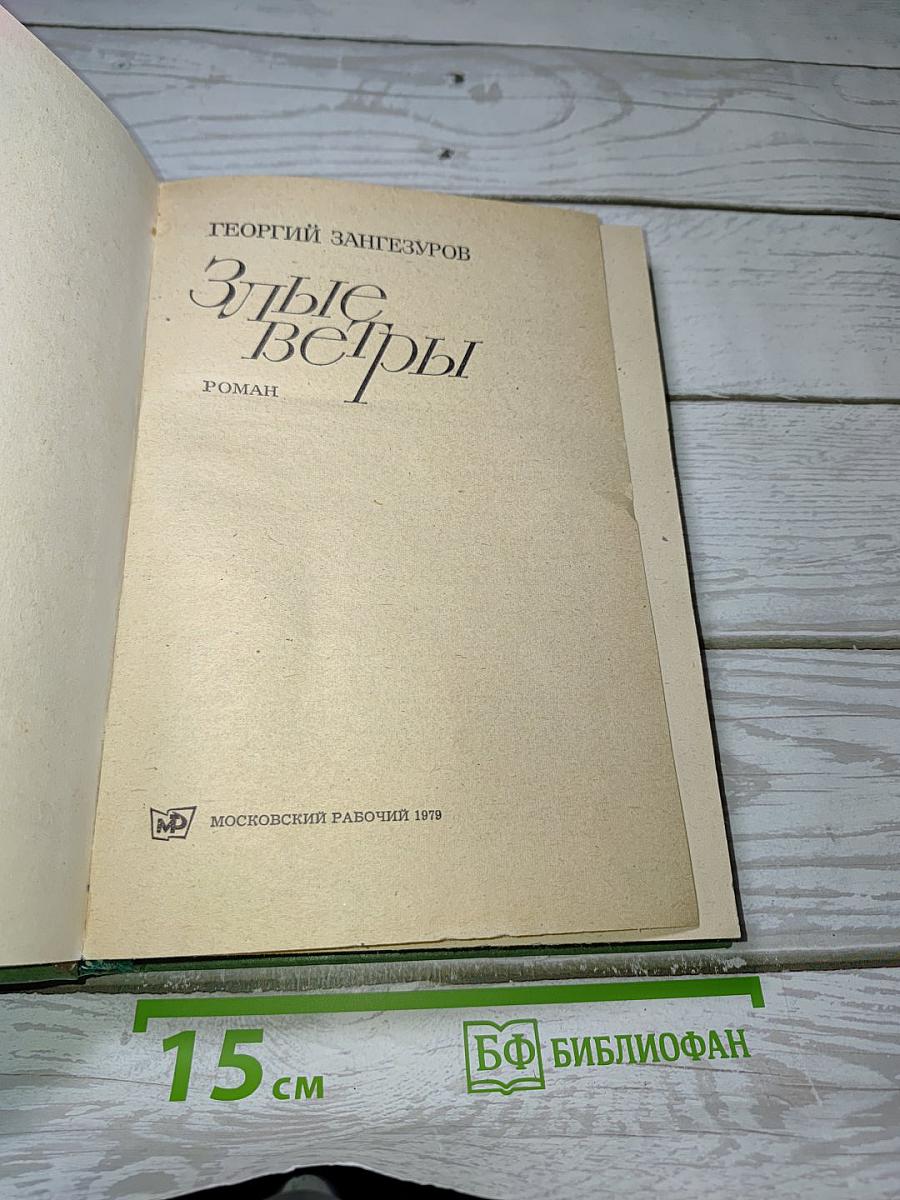 ГЕОРГИЙ ЗАНГЕЗУРОВ
Злые
ветры
РОМАН
МР МОСКОВСКИЙ РАБОЧИЙ 1979
15 см
БФ БИБЛИОФАН